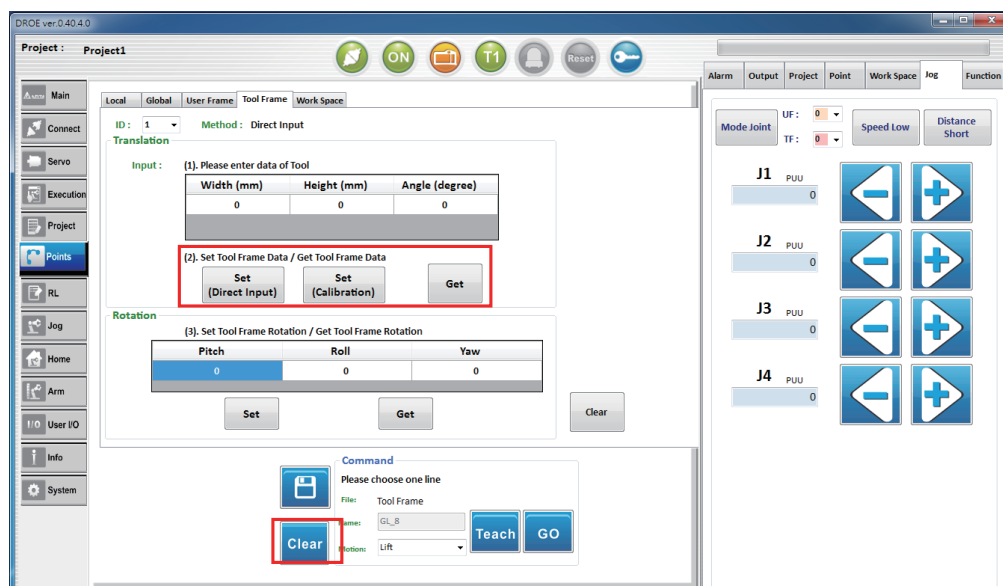 DROE ver.0.40.4.0
Project : Project1
ON T1 Reset
Main
Connect
Servo
Execution
Project
Points
RL
Jog
Home
Arm
I/O User I/O
Info
System
Local Global User Frame Tool Frame Work Space
ID : 1 Method : Direct Input
Translation
Input : (1). Please enter data of Tool
Width (mm) Height (mm) Angle (degree)
0 0 0
(2). Set Tool Frame Data / Get Tool Frame Data
Set (Direct Input)
Set (Calibration)
Get
Rotation
(3). Set Tool Frame Rotation / Get Tool Frame Rotation
Pitch Roll Yaw
0 0 0
Set Get Clear
Command
Please choose one line
File: Tool Frame
Name: GL_8
Motion: Lift
Clear
Teach GO
Alarm Output Project Point Work Space Jog Function
Mode Joint
UF : 0
TF : 0
Speed Low
Distance Short
J1 PUU
0
J2 PUU
0
J3 PUU
0
J4 PUU
0